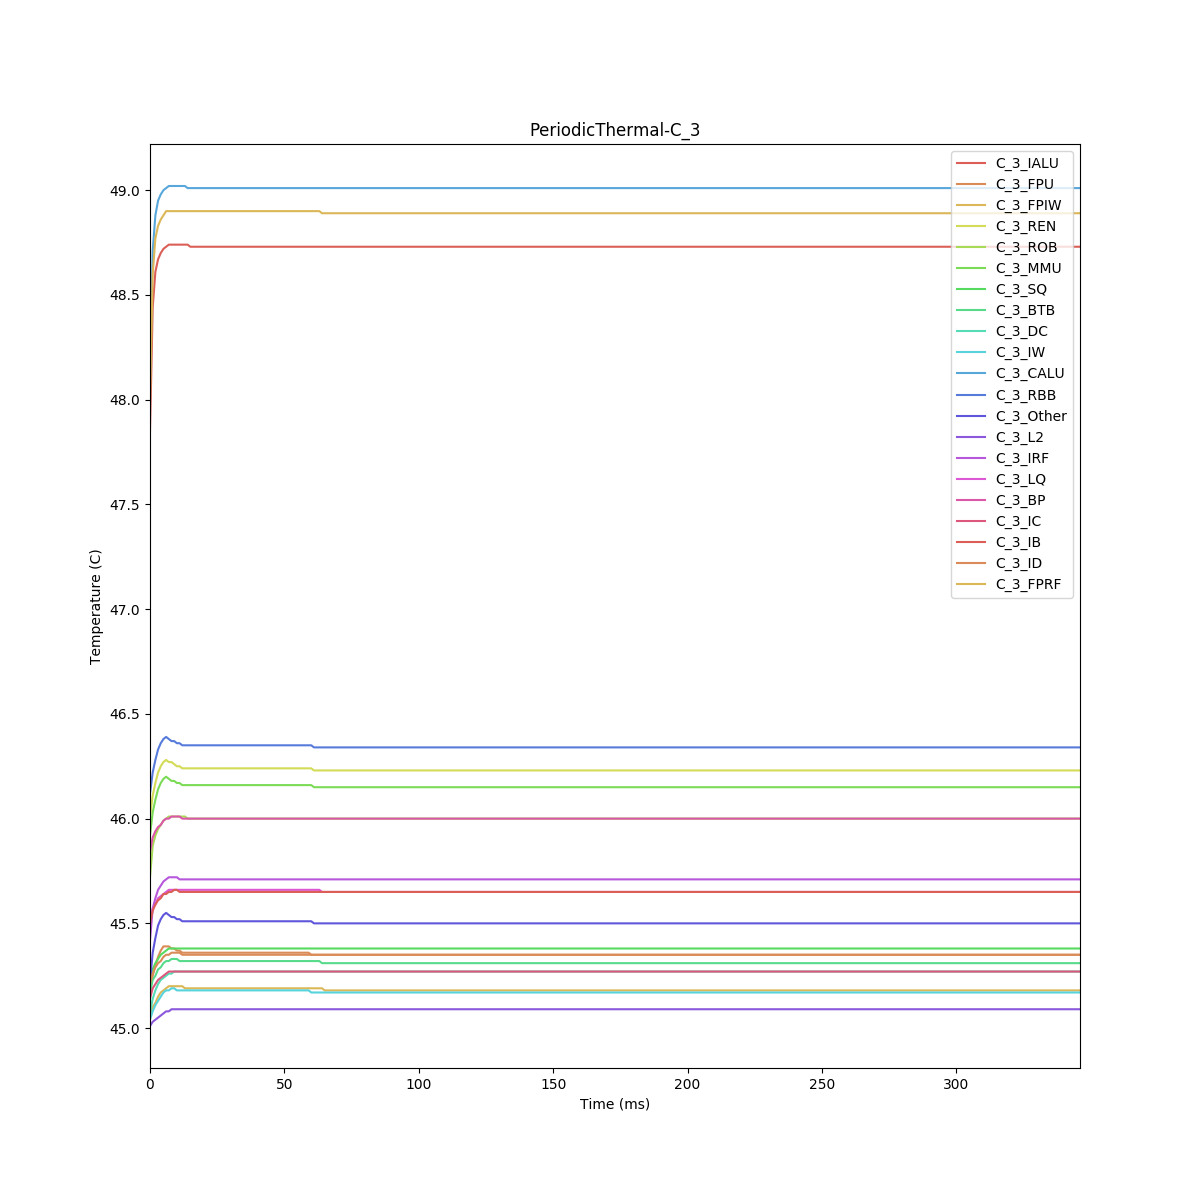 PeriodicThermal-C_3
C_3_IALU
C_3_FPU
C_3_FPIW
C_3_REN
C_3_ROB
C_3_MMU
C_3_SQ
C_3_BTB
C_3_DC
C_3_IW
C_3_CALU
C_3_RBB
C_3_Other
C_3_L2
C_3_IRF
C_3_LQ
C_3_BP
C_3_IC
C_3_IB
C_3_ID
C_3_FPRF
49.0
48.5
48.0
47.5
47.0
46.5
46.0
45.5
45.0
Temperature (C)
0 50 100 150 200 250 300
Time (ms)